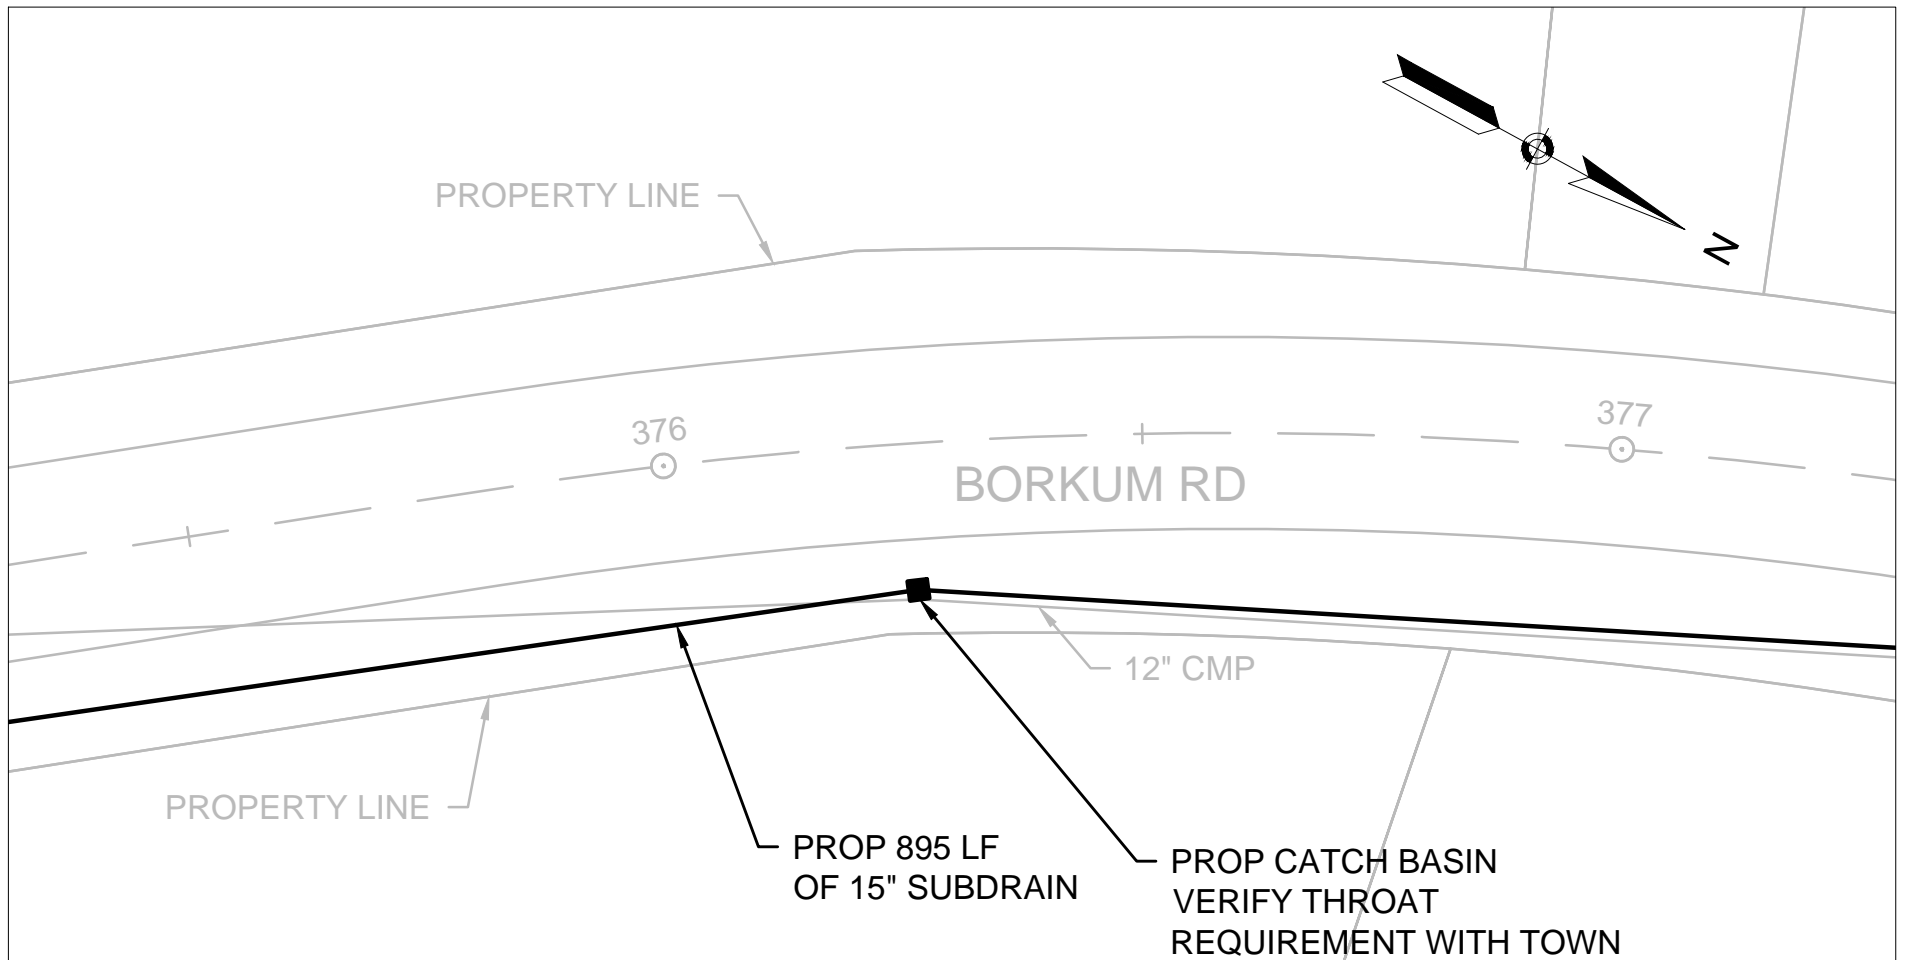 N
PROPERTY LINE
376
377
BORKUM RD
12" CMP
PROPERTY LINE
PROP 895 LF
OF 15" SUBDRAIN
PROP CATCH BASIN
VERIFY THROAT
REQUIREMENT WITH TOWN